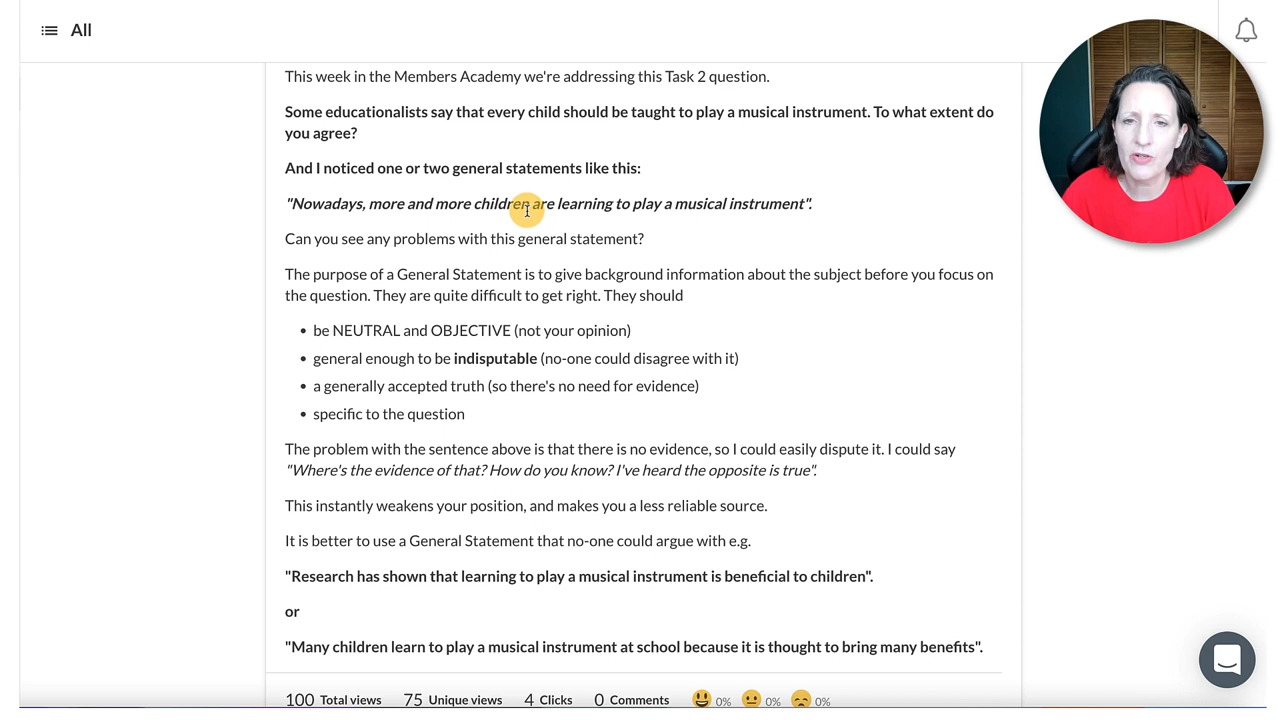 All
This week in the Members Academy we're addressing this Task 2 question.
Some educationalists say that every child should be taught to play a musical instrument. To what extent do
you agree?
And I noticed one or two general statements like this:
"Nowadays, more and more children are learning to play a musical instrument".
Can you see any problems with this general statement?
The purpose of a General Statement is to give background information about the subject before you focus on
the question. They are quite difficult to get right. They should
• be NEUTRAL and OBJECTIVE (not your opinion)
• general enough to be indisputable (no-one could disagree with it)
• a generally accepted truth (so there's no need for evidence)
• specific to the question
The problem with the sentence above is that there is no evidence, so I could easily dispute it. I could say
"Where's the evidence of that? How do you know? I've heard the opposite is true".
This instantly weakens your position, and makes you a less reliable source.
It is better to use a General Statement that no-one could argue with e.g.
"Research has shown that learning to play a musical instrument is beneficial to children".
or
"Many children learn to play a musical instrument at school because it is thought to bring many benefits".
100 Total views 75 Unique views 4 Clicks 0 Comments 0% 0% 0%